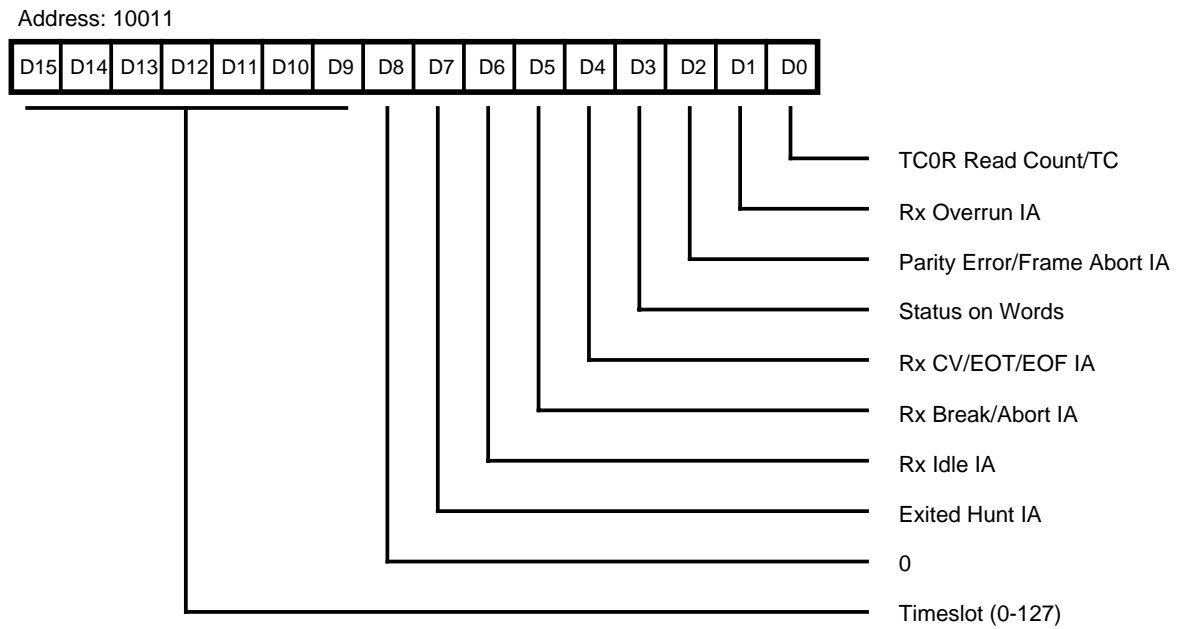 Address: 10011
D15 D14 D13 D12 D11 D10 D9 D8 D7 D6 D5 D4 D3 D2 D1 D0
TC0R Read Count/TC
Rx Overrun IA
Parity Error/Frame Abort IA
Status on Words
Rx CV/EOT/EOF IA
Rx Break/Abort IA
Rx Idle IA
Exited Hunt IA
0
Timeslot (0-127)